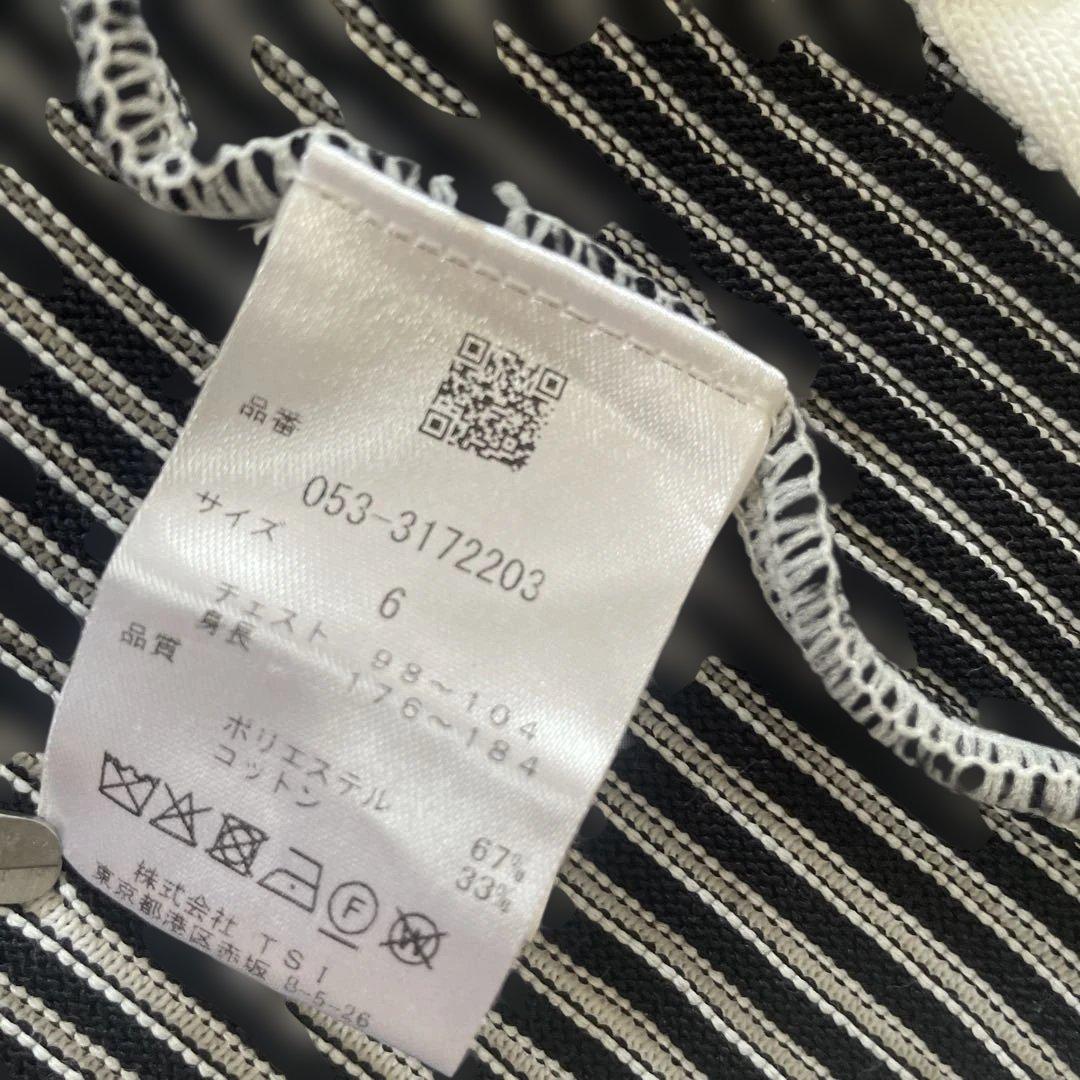 品番
053-3172203
サイズ
6
チェスト 98~104
身長 176~184
品質
ポリエステル 67%
コットン 33%
F
W
株式会社 TSI
東京都港区赤坂 8-5-26